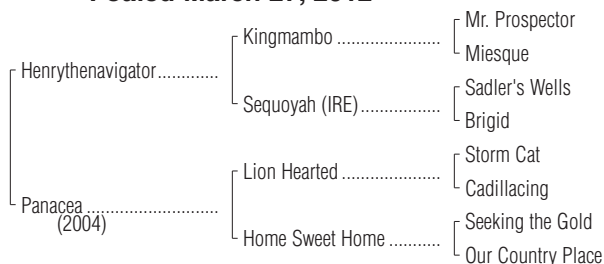 Foaled March 27, 2012
Mr. Prospector
Kingmambo ......................
Miesque
Henrythenavigator.............
Sadler's Wells
Sequoyah (IRE)..................
Brigid
Storm Cat
Lion Hearted ......................
Cadillacing
Panacea ............................
(2004)
Seeking the Gold
Home Sweet Home ...........
Our Country Place